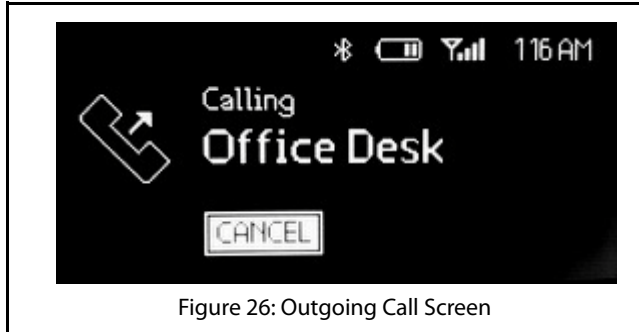 116 AM
Calling
Office Desk
CANCEL
Figure 26: Outgoing Call Screen